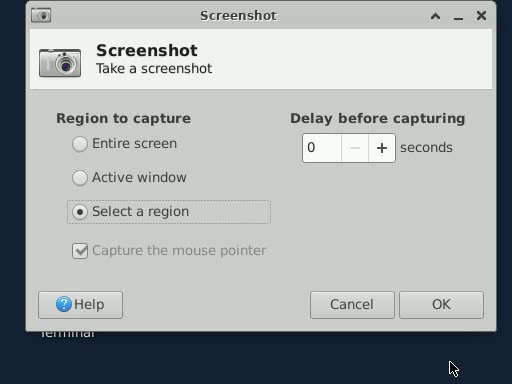 Screenshot
Screenshot
Take a screenshot
Region to capture
Entire screen
Active window
Select a region
Capture the mouse pointer
Delay before capturing
0 seconds
Help
Cancel
OK
Terminal